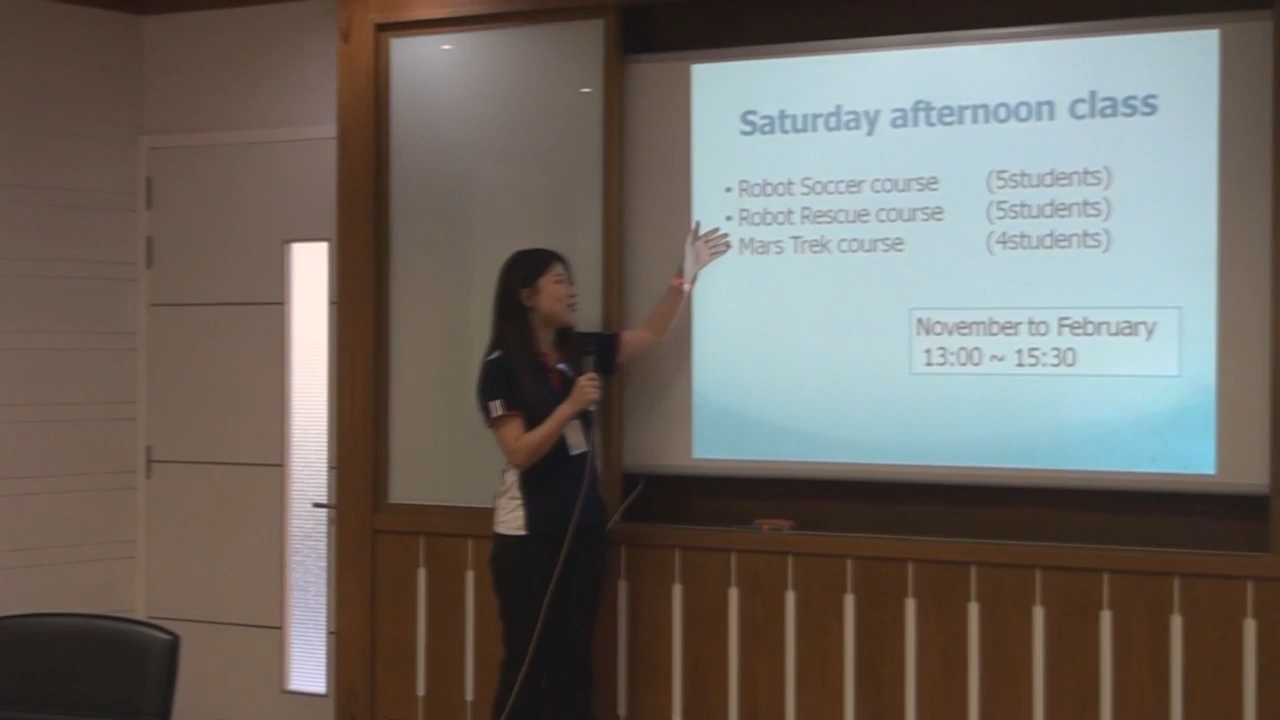 Saturday afternoon class
• Robot Soccer course (5students)
• Robot Rescue course (5students)
• Mars Trek course (4students)
November to February
13:00 ~ 15:30